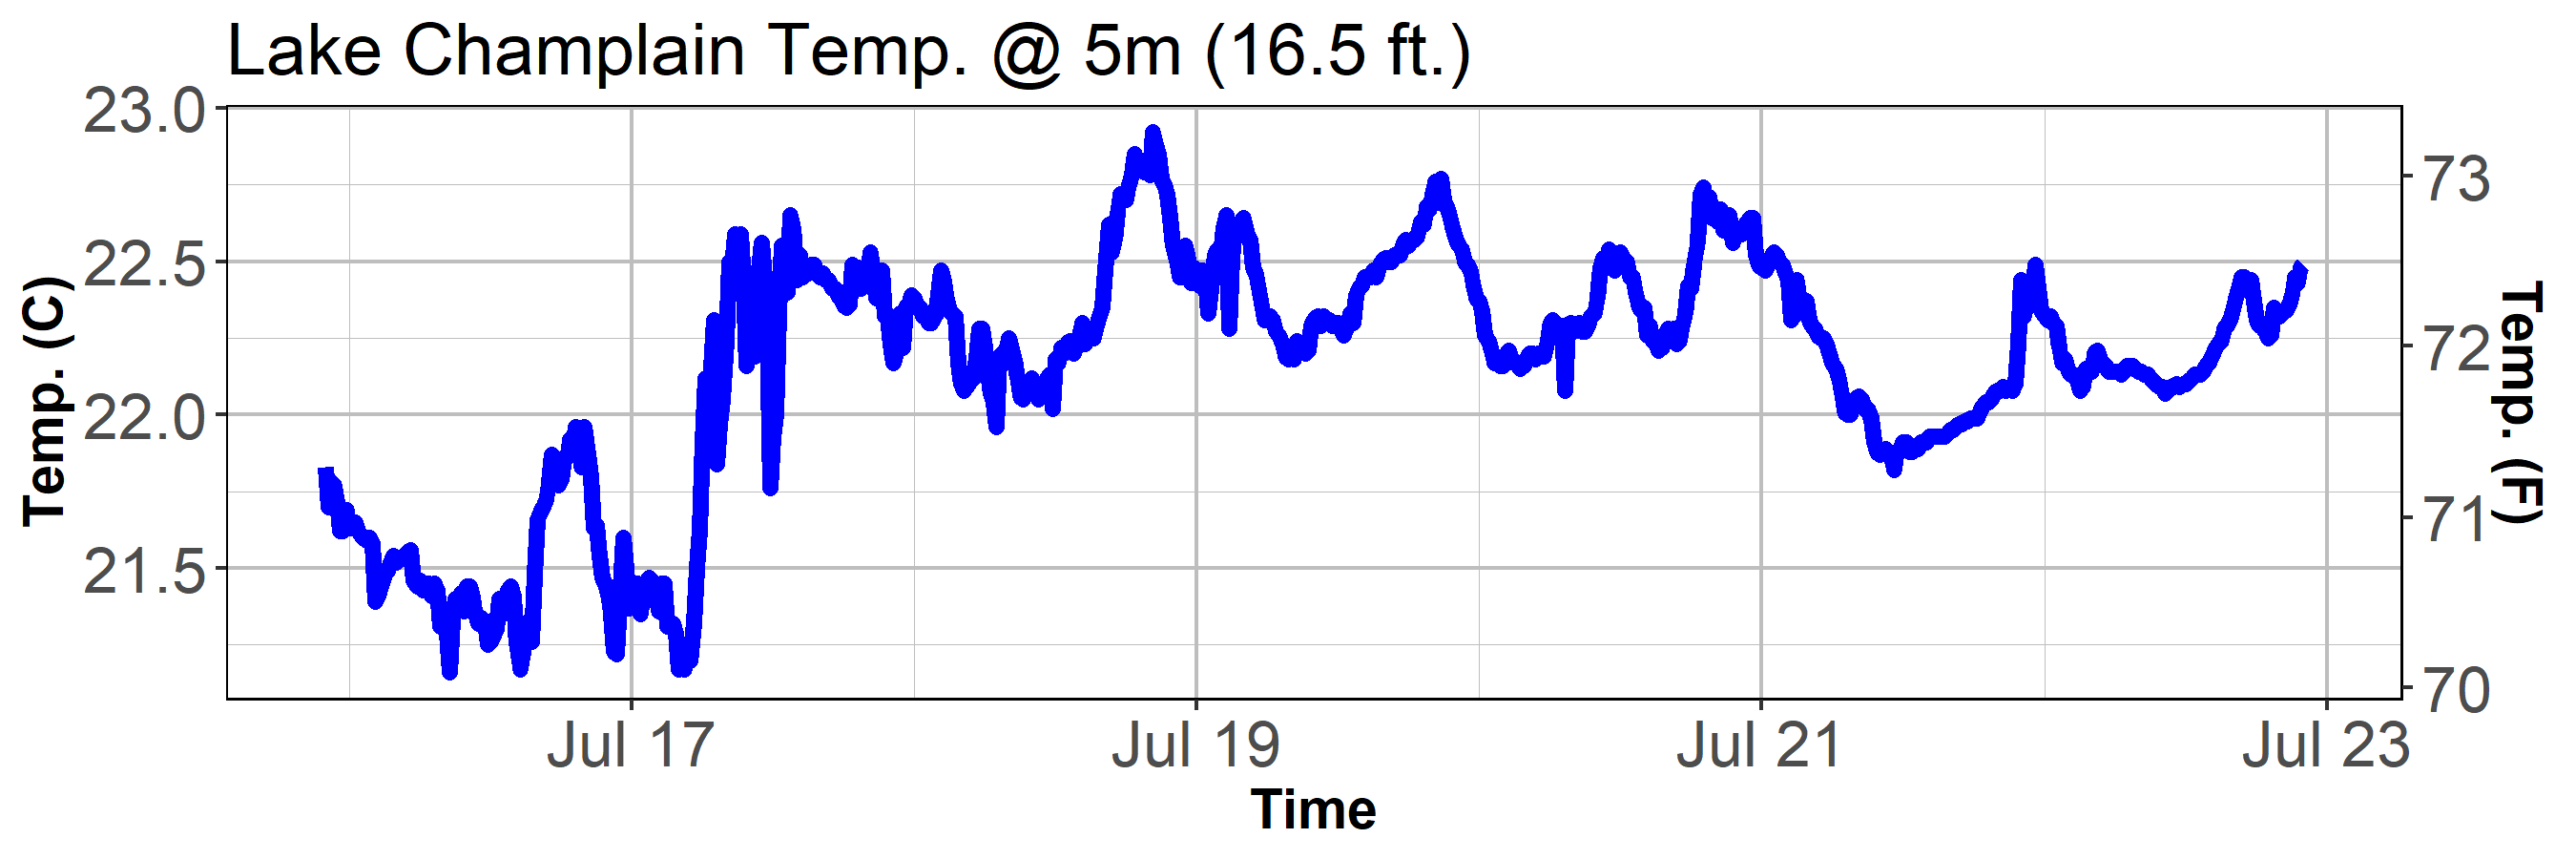 Lake Champlain Temp. @ 5m (16.5 ft.)
23.0
22.5
22.0
21.5
Temp. (C)
73
72
71
70
Temp. (F)
Jul 17 Jul 19 Jul 21 Jul 23
Time